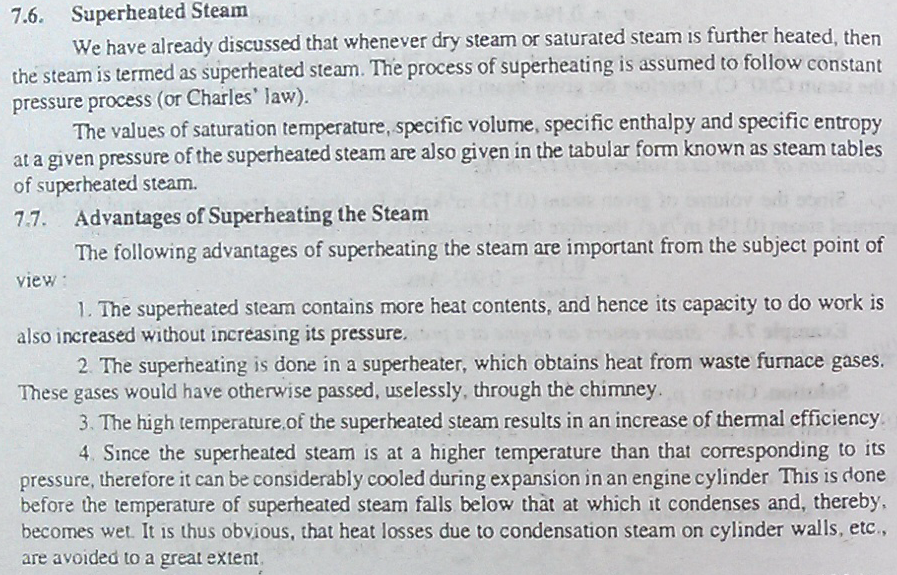 7.6. Superheated Steam
We have already discussed that whenever dry steam or saturated steam is further heated, then
the steam is termed as superheated steam. The process of superheating is assumed to follow constant
pressure process (or Charles' law).
The values of saturation temperature, specific volume, specific enthalpy and specific entropy
at a given pressure of the superheated steam are also given in the tabular form known as steam tables
of superheated steam.
7.7. Advantages of Superheating the Steam
The following advantages of superheating the steam are important from the subject point of
view :
1. The superheated steam contains more heat contents, and hence its capacity to do work is
also increased without increasing its pressure.
2. The superheating is done in a superheater, which obtains heat from waste furnace gases.
These gases would have otherwise passed, uselessly, through the chimney.
3. The high temperature of the superheated steam results in an increase of thermal efficiency.
4. Since the superheated steam is at a higher temperature than that corresponding to its
pressure, therefore it can be considerably cooled during expansion in an engine cylinder. This is done
before the temperature of superheated steam falls below that at which it condenses and, thereby,
becomes wet. It is thus obvious, that heat losses due to condensation steam on cylinder walls, etc.,
are avoided to a great extent.